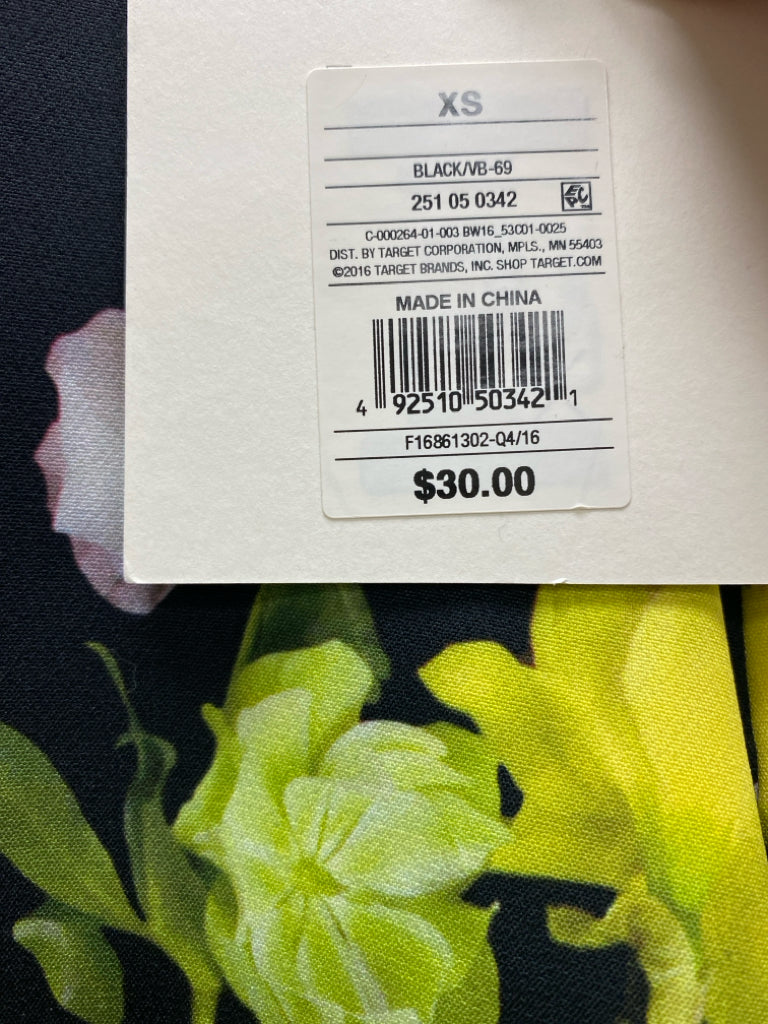 XS
BLACK/VB-69
251 05 0342
C-000264-01-003 BW16_53C01-0025
DIST. BY TARGET CORPORATION, MPLS., MN 55403
©2016 TARGET BRANDS, INC. SHOP TARGET.COM
MADE IN CHINA
4 92510 50342 1
F16861302-Q4/16
$30.00